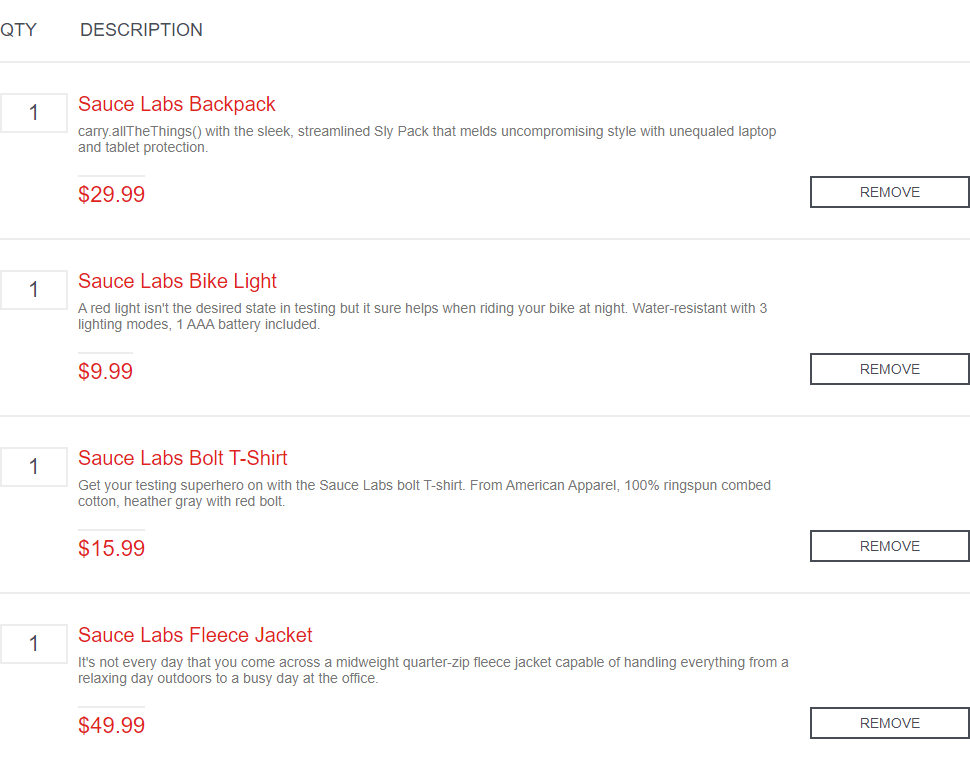 QTY DESCRIPTION
1 Sauce Labs Backpack
carry.allTheThings() with the sleek, streamlined Sly Pack that melds uncompromising style with unequaled laptop
and tablet protection.
$29.99 REMOVE
1 Sauce Labs Bike Light
A red light isn't the desired state in testing but it sure helps when riding your bike at night. Water-resistant with 3
lighting modes, 1 AAA battery included.
$9.99 REMOVE
1 Sauce Labs Bolt T-Shirt
Get your testing superhero on with the Sauce Labs bolt T-shirt. From American Apparel, 100% ringspun combed
cotton, heather gray with red bolt.
$15.99 REMOVE
1 Sauce Labs Fleece Jacket
It's not every day that you come across a midweight quarter-zip fleece jacket capable of handling everything from a
relaxing day outdoors to a busy day at the office.
$49.99 REMOVE